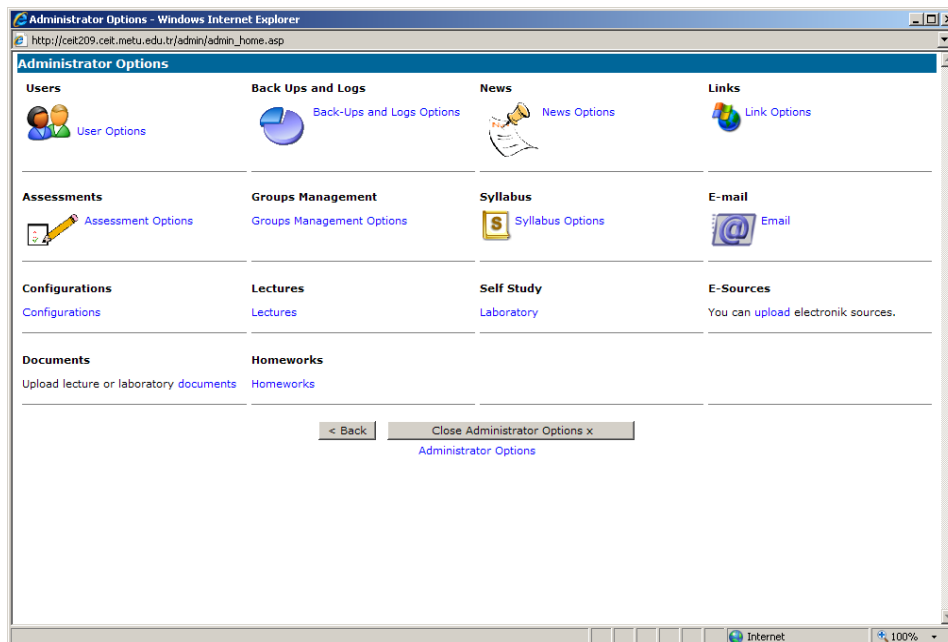 Administrator Options - Windows Internet Explorer
http://ceit209.ceit.metu.edu.tr/admin/admin_home.asp
Administrator Options
Users
Back Ups and Logs
News
Links
User Options
Back-Ups and Logs Options
News Options
Link Options
Assessments
Groups Management
Syllabus
E-mail
Assessment Options
Groups Management Options
S
Syllabus Options
@
Email
Configurations
Lectures
Self Study
E-Sources
Configurations
Lectures
Laboratory
You can upload electronik sources.
Documents
Homeworks
Upload lecture or laboratory documents
Homeworks
< Back
Close Administrator Options x
Administrator Options
Internet
100%